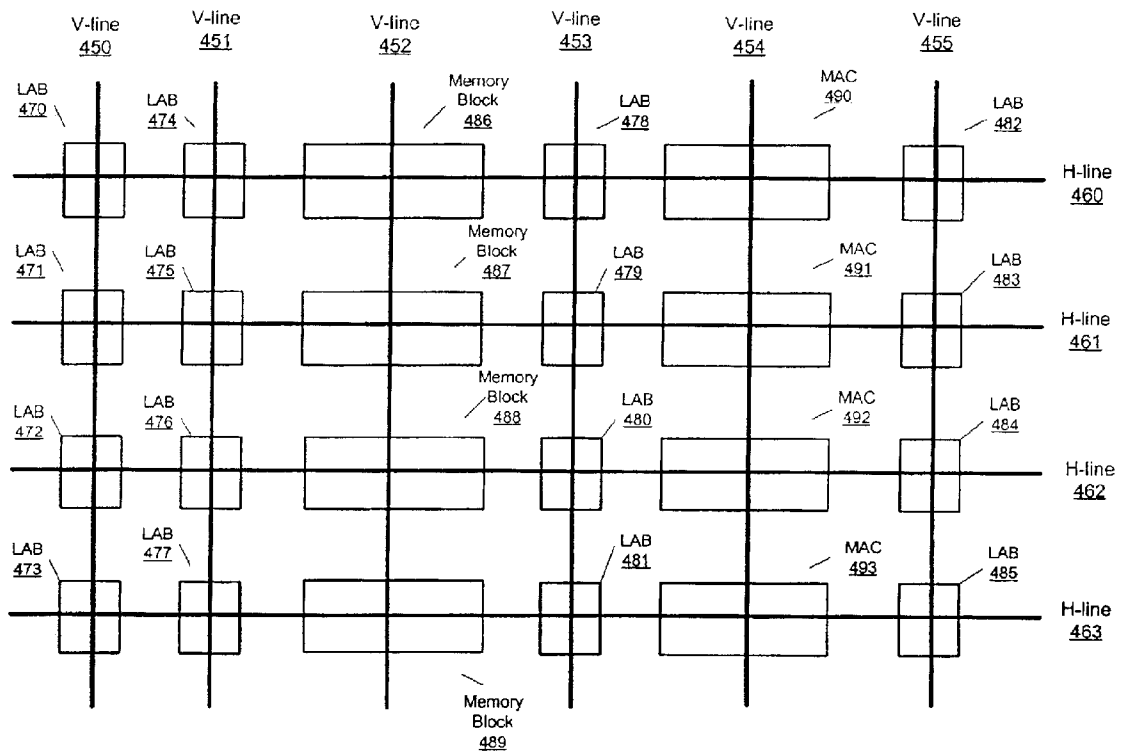 V-line
450
V-line
451
V-line
452
V-line
453
V-line
454
V-line
455
LAB
470
LAB
474
Memory
Block
486
LAB
478
MAC
490
LAB
482
H-line
460
LAB
471
LAB
475
Memory
Block
487
LAB
479
MAC
491
LAB
483
H-line
461
LAB
472
LAB
476
Memory
Block
488
LAB
480
MAC
492
LAB
484
H-line
462
LAB
473
LAB
477
LAB
481
MAC
493
LAB
485
H-line
463
Memory
Block
489